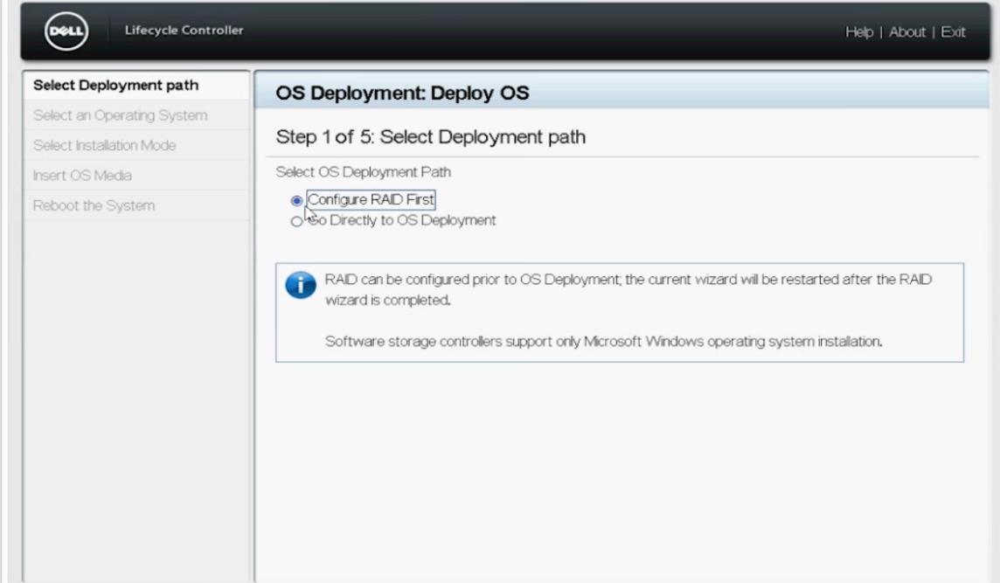 DELL
Lifecycle Controller
Help | About | Exit
Select Deployment path
Select an Operating System
Select Installation Mode
Insert OS Media
Reboot the System
OS Deployment: Deploy OS
Step 1 of 5: Select Deployment path
Select OS Deployment Path
Configure RAID First
Go Directly to OS Deployment
RAID can be configured prior to OS Deployment; the current wizard will be restarted after the RAID
wizard is completed.
Software storage controllers support only Microsoft Windows operating system installation.